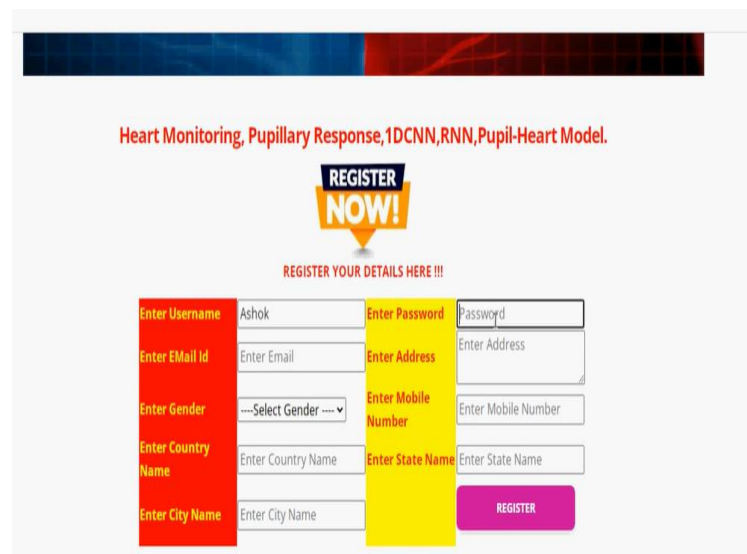 Heart Monitoring, Pupillary Response,1DCNN,RNN,Pupil-Heart Model.
REGISTER
NOW!
REGISTER YOUR DETAILS HERE !!!
Enter Username Ashok Enter Password Password
Enter EMail Id Enter Email Enter Address Enter Address
Enter Gender ----Select Gender ---- Enter Mobile Number Enter Mobile Number
Enter Country Name Enter Country Name Enter State Name Enter State Name
Enter City Name Enter City Name REGISTER